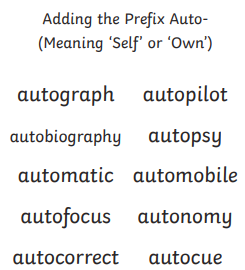 Adding the Prefix Auto-
(Meaning ‘Self’ or ‘Own’)
autograph autopilot
autobiography autopsy
automatic automobile
autofocus autonomy
autocorrect autocue